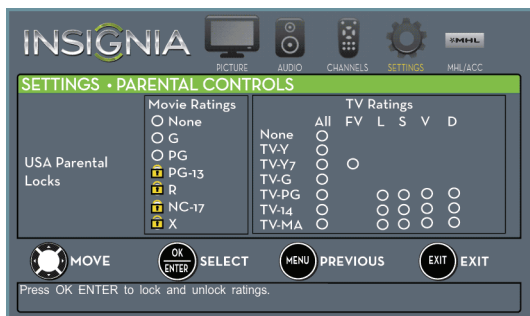 INSIGNIA
PICTURE AUDIO CHANNELS SETTINGS MHL/ACC
MHL
SETTINGS • PARENTAL CONTROLS
USA Parental
Locks
Movie Ratings
None
G
PG
PG-13
R
NC-17
X
TV Ratings
All FV L S V D
None
TV-Y
TV-Y7
TV-G
TV-PG
TV-14
TV-MA
MOVE OK ENTER SELECT MENU PREVIOUS EXIT EXIT
Press OK ENTER to lock and unlock ratings.